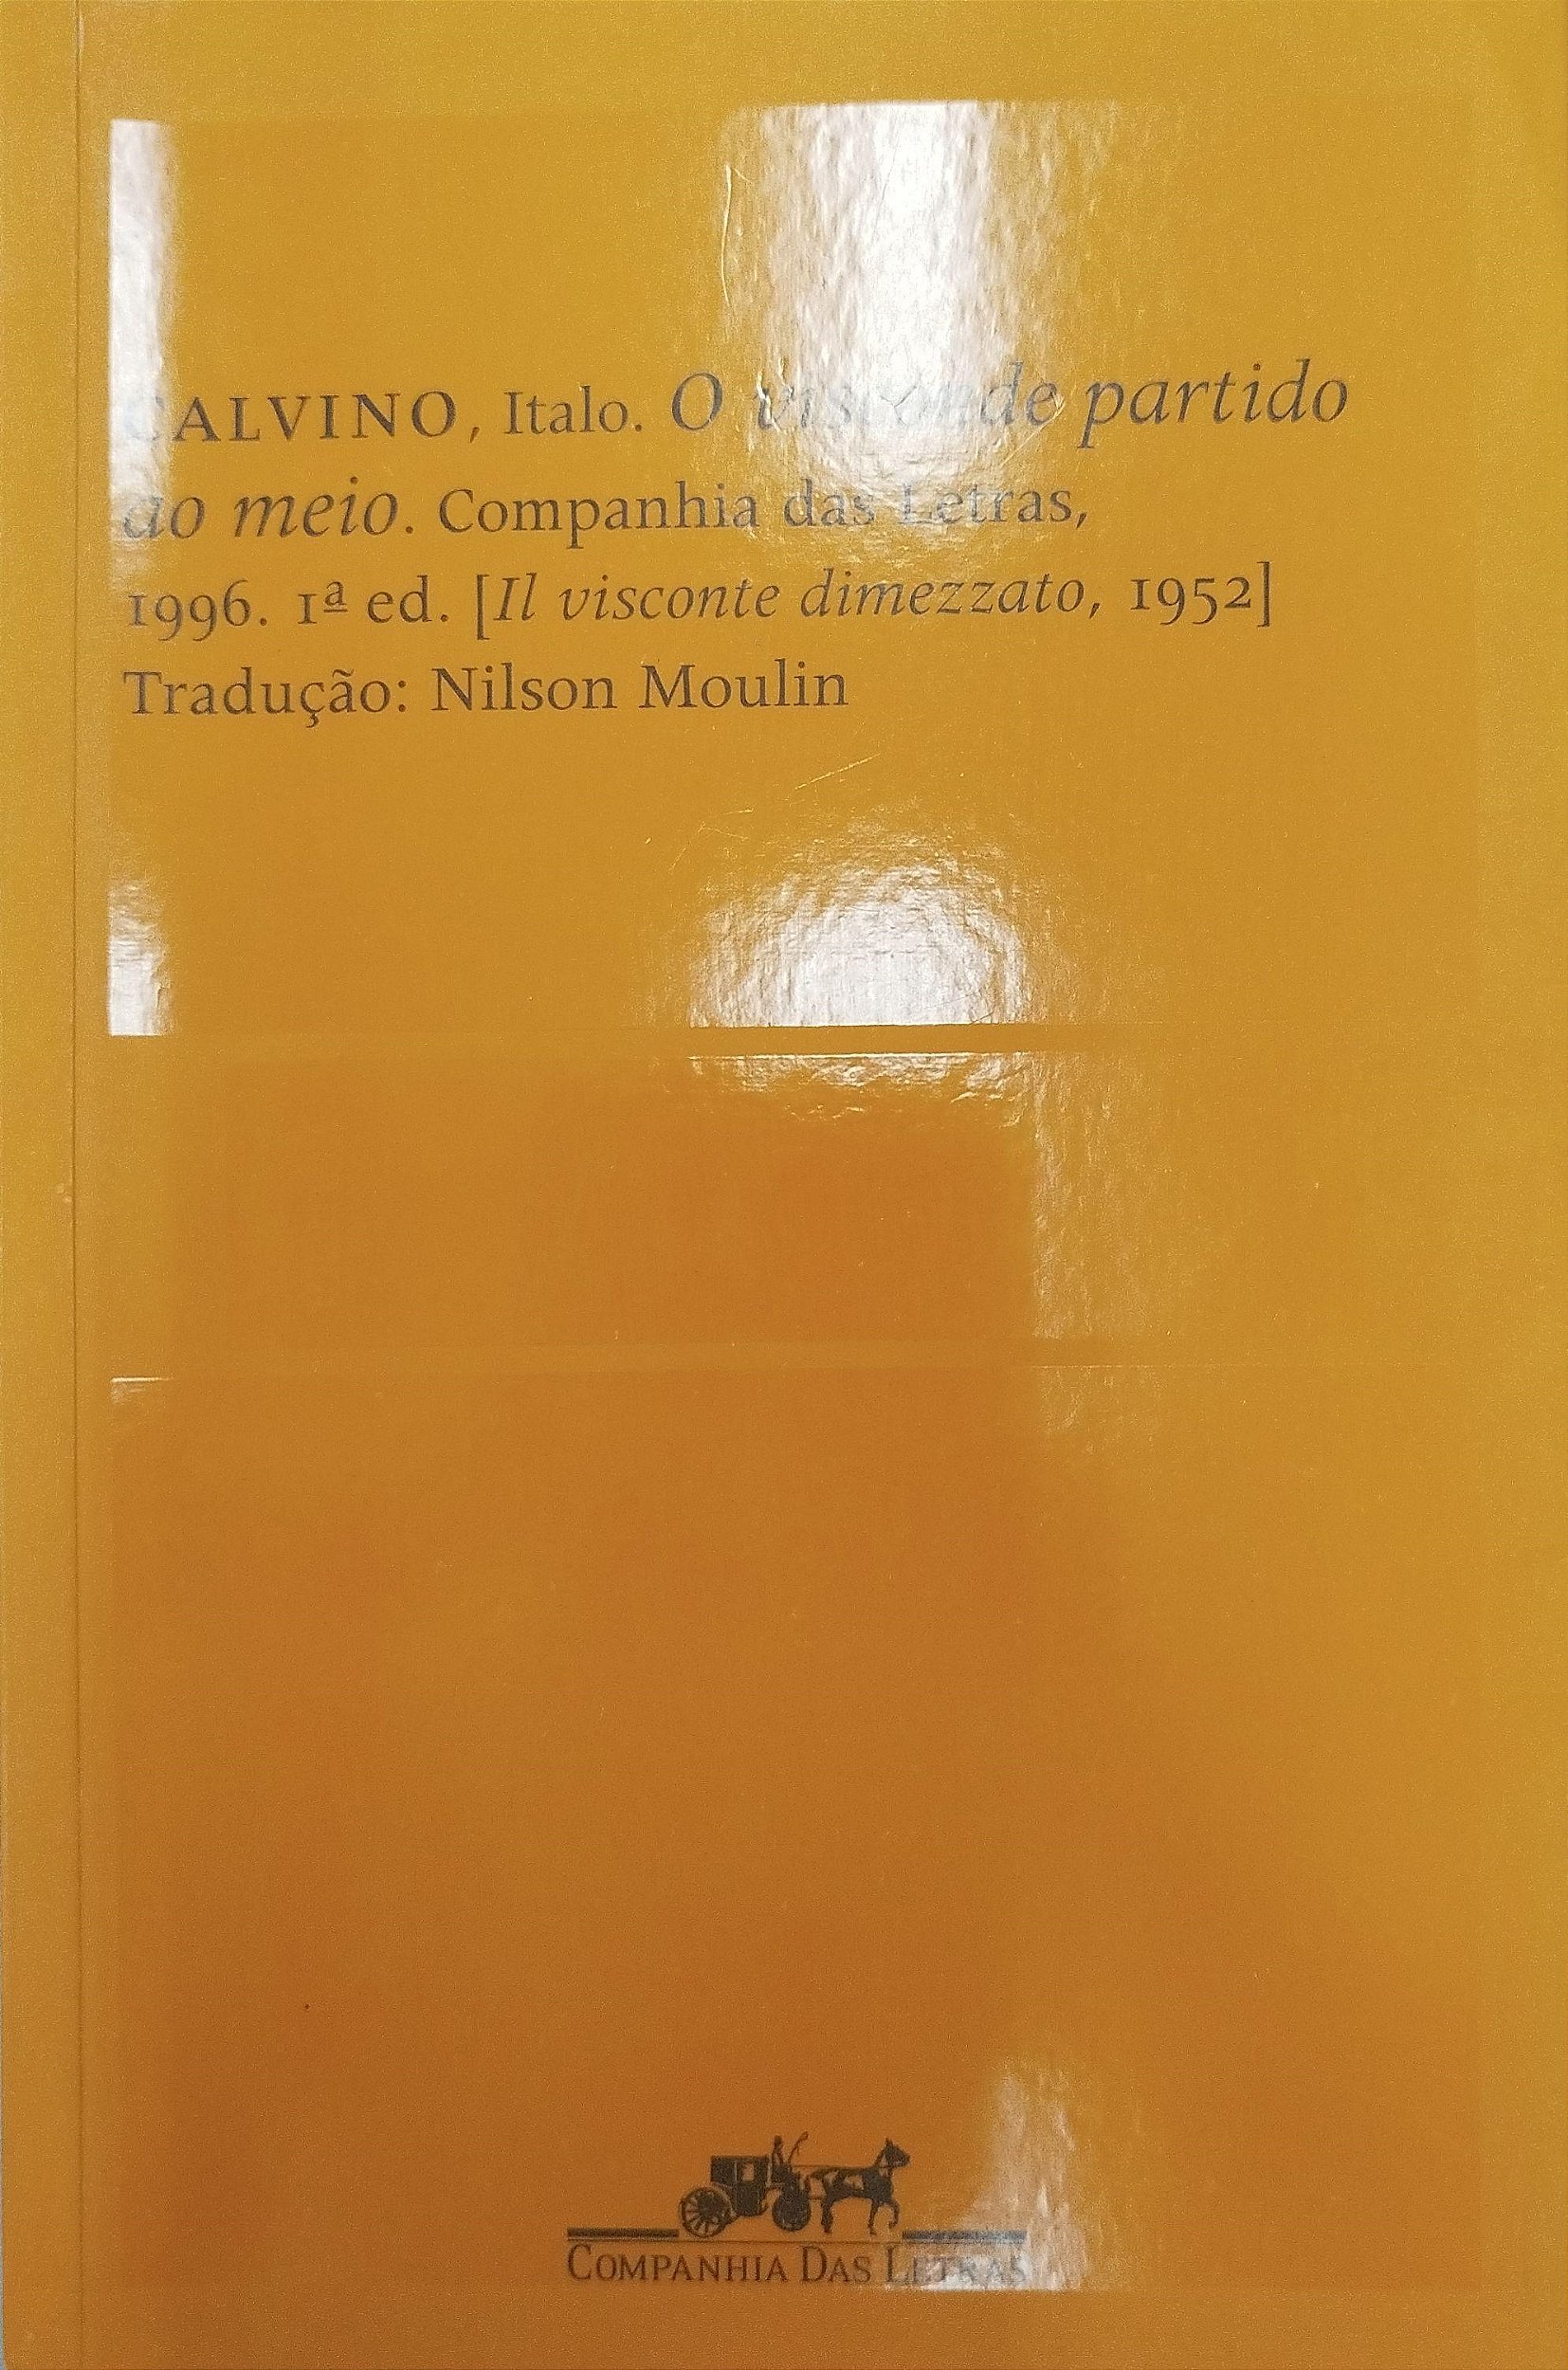 CALVINO, Italo. O visconde partido
ao meio. Companhia das Letras,
1996. 1ª ed. [Il visconte dimezzato, 1952]
Tradução: Nilson Moulin
COMPANHIA DAS LETRAS